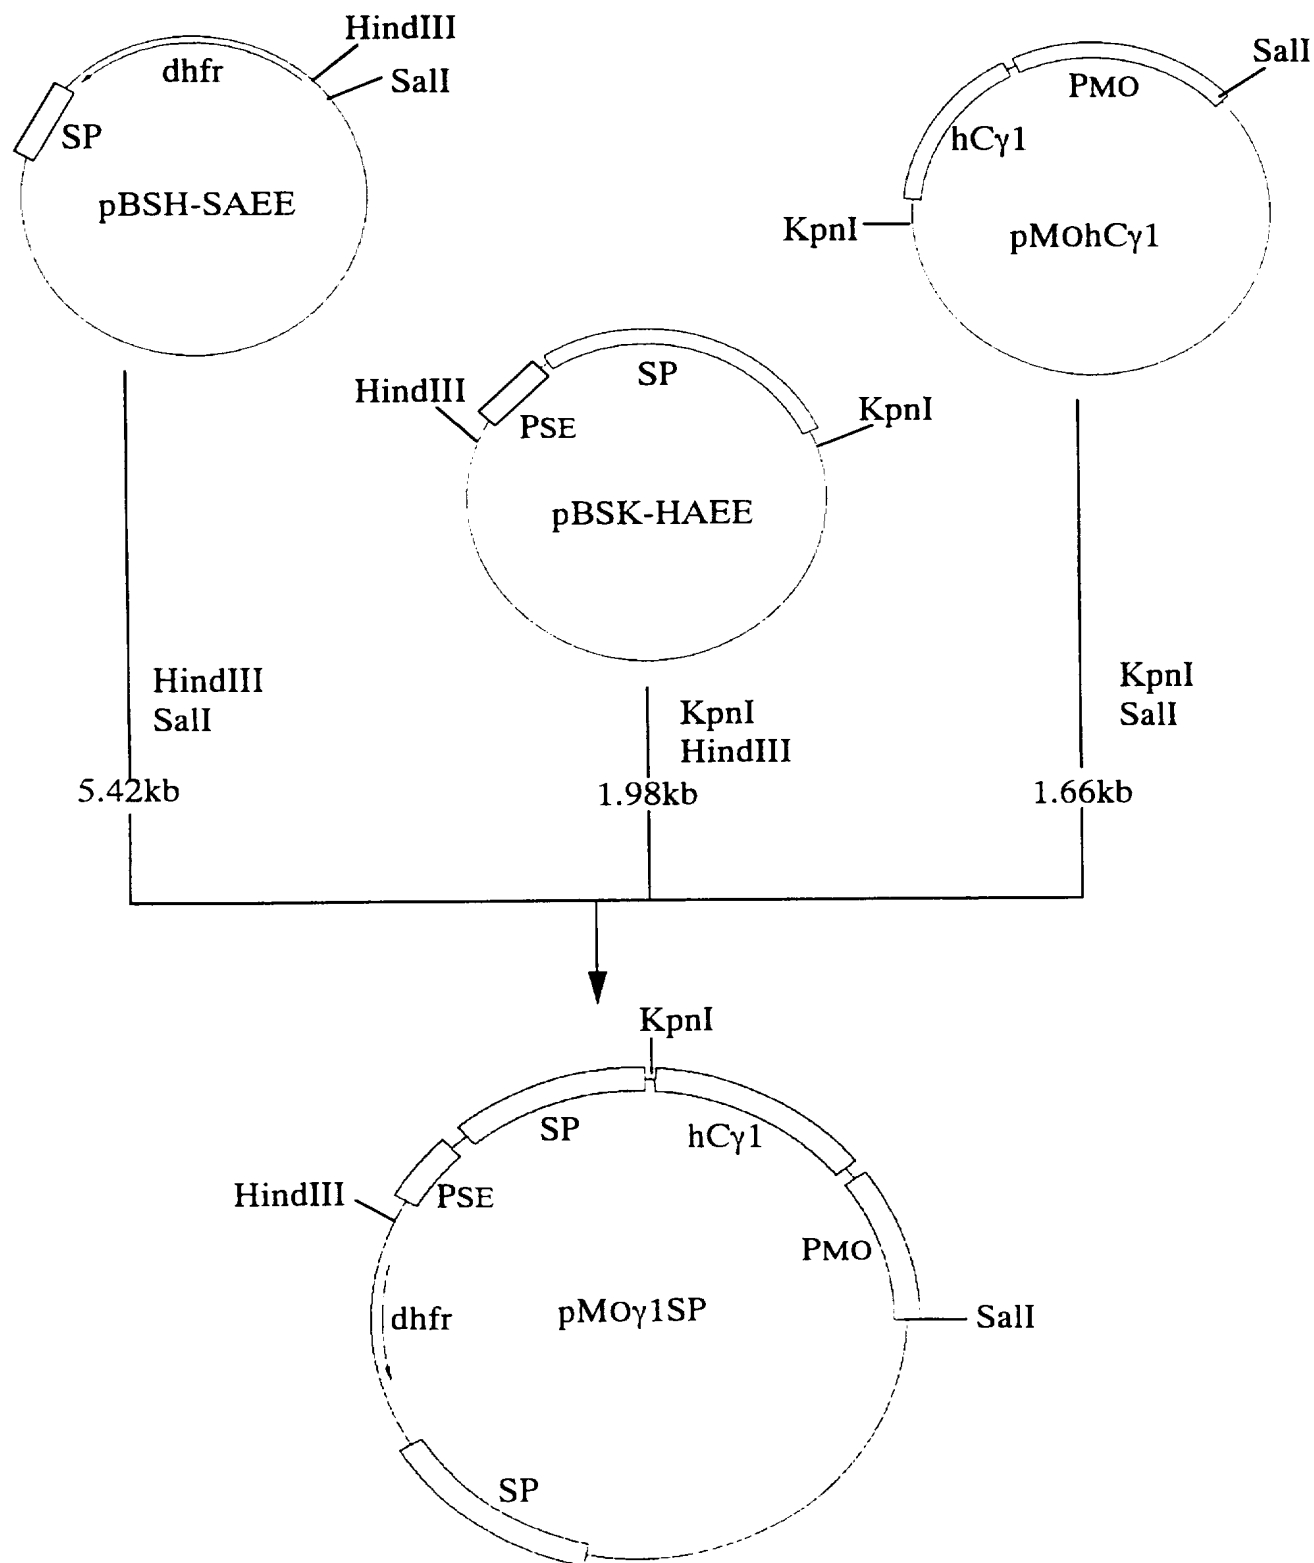 HindIII
SalI
dhfr
SP
pBSH-SAEE
SalI
PMO
hCγ1
KpnI
pMOhCγ1
HindIII
SP
PSE
KpnI
pBSK-HAEE
HindIII
SalI
KpnI
HindIII
KpnI
SalI
5.42kb
1.98kb
1.66kb
KpnI
SP
hCγ1
HindIII
PSE
PMO
dhfr
pMOγ1SP
SalI
SP